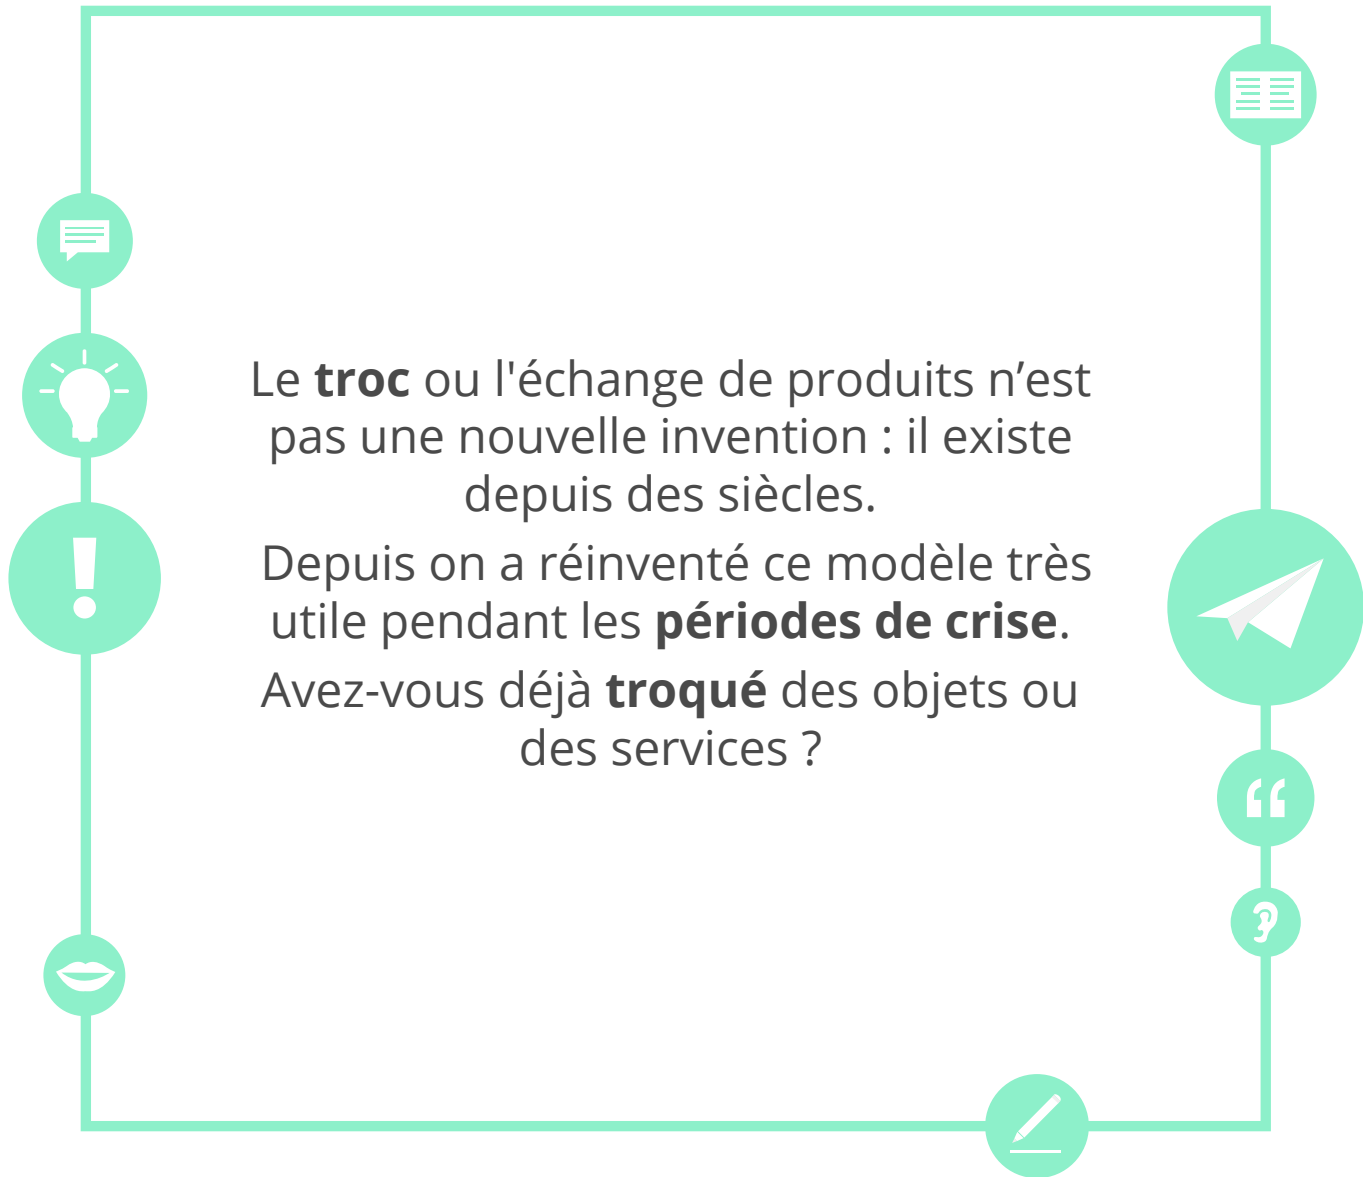 Le troc ou l'échange de produits n’est
pas une nouvelle invention : il existe
depuis des siècles.
Depuis on a réinventé ce modèle très
utile pendant les périodes de crise.
Avez-vous déjà troqué des objets ou
des services ?